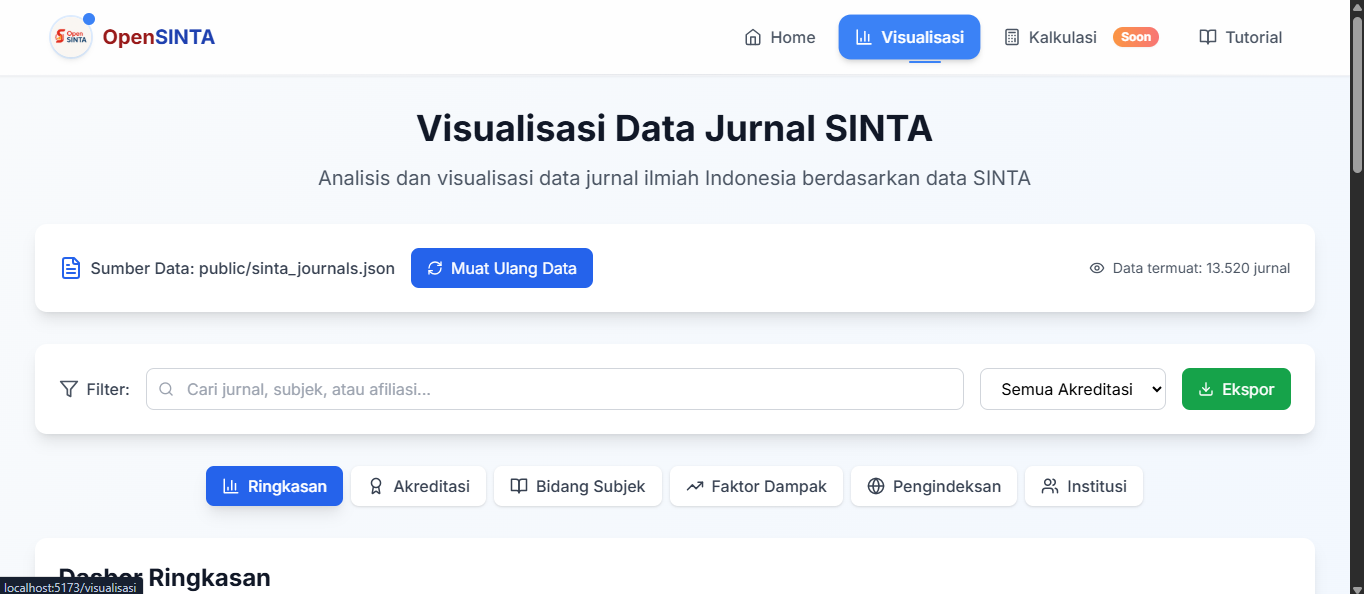 Open
SINTA
OpenSINTA
Home
Visualisasi
Kalkulasi
Soon
Tutorial
Visualisasi Data Jurnal SINTA
Analisis dan visualisasi data jurnal ilmiah Indonesia berdasarkan data SINTA
Sumber Data: public/sinta_journals.json
Muat Ulang Data
Data termuat: 13.520 jurnal
Filter:
Cari jurnal, subjek, atau afiliasi...
Semua Akreditasi
Ekspor
Ringkasan
Akreditasi
Bidang Subjek
Faktor Dampak
Pengindeksan
Institusi
Dasbor Ringkasan
localhost:5173/visualisasi